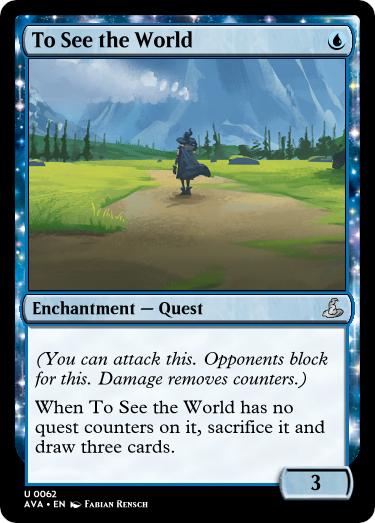 To See the World
Enchantment — Quest
(You can attack this. Opponents block
for this. Damage removes counters.)
When To See the World has no
quest counters on it, sacrifice it and
draw three cards.
3
U 0062
AVA • EN Fabian Rensch